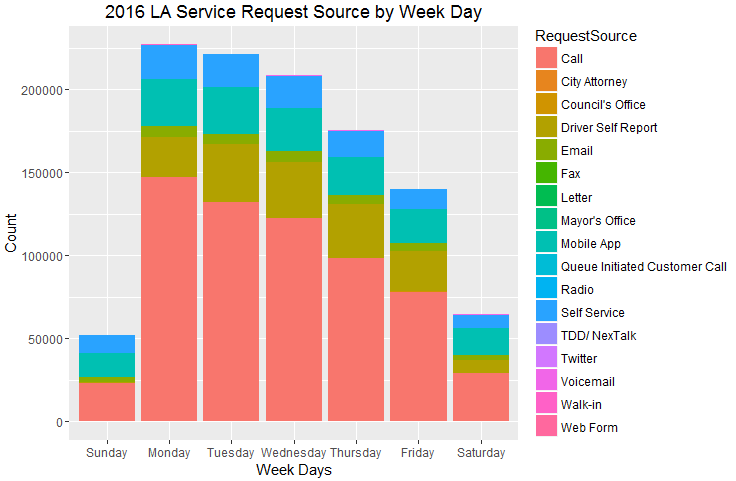 2016 LA Service Request Source by Week Day
Count
200000
150000
100000
50000
0
Sunday Monday Tuesday Wednesday Thursday Friday Saturday
Week Days
RequestSource
Call
City Attorney
Council's Office
Driver Self Report
Email
Fax
Letter
Mayor's Office
Mobile App
Queue Initiated Customer Call
Radio
Self Service
TDD/ NexTalk
Twitter
Voicemail
Walk-in
Web Form